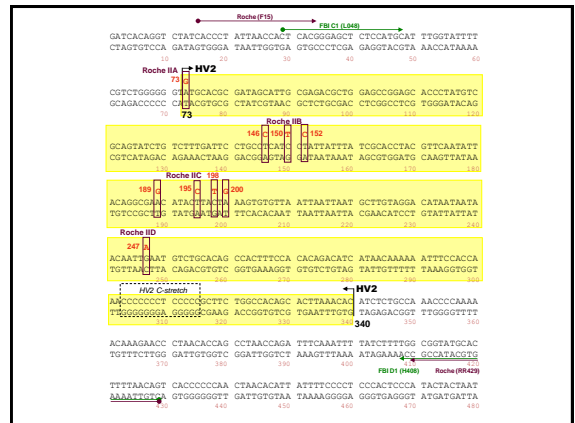 Roche (F15)
FBI C1 (L048)
GATCACAGGT CTATCACCCT ATTAACCACT CACGGGAGCT CTCCATGCAT TTGGTATTTT
CTAGTGTCCA GATAGTGGGA TAATTGGTGA GTGCCCTCGA GAGGTACGTA AACCATAAAA
10 20 30 40 50 60
Roche IIA HV2
73 G
CGTCTGGGGG GTATGCACGC GATAGCATTG CGAGACGCTG GAGCCGGAGC ACCCTATGTC
GCAGACCCCC CATACGTGCG CTATCGTAAC GCTCTGCGAC CTCGGCCTCG TGGGATACAG
70 80 90 100 110 120
73
Roche IIB
146 C 150 T C 152
GCAGTATCTG TCTTTGATTC CTGCCTCATC CTATTATTTA TCGCACCTAC GTTCAATATT
CGTCATAGAC AGAAACTAAG GACGGAGTAG GATAATAAAT AGCGTGGATG CAAGTTATAA
130 140 150 160 170 180
Roche IIC 198
189 G 195 C T G 200
ACAGGCGAAC ATACTTACTA AAGTGTGTTA ATTAATTAAT GCTTGTAGGA CATAATAATA
TGTCCGCTTG TATGAATGAT TTCACACAAT TAATTAATTA CGAACATCCT GTATTATTAT
190 200 210 220 230 240
Roche IID
247 A
ACAATTGAAT GTCTGCACAG CCACTTTCCA CACAGACATC ATAACAAAAA ATTTCCACCA
TGTTAACTTA CAGACGTGTC GGTGAAAGGT GTGTCTGTAG TATTGTTTTT TAAAGGTGGT
250 260 270 280 290 300
HV2 C-stretch HV2
AACCCCCCCT CCCCCGCTTC TGGCCACAGC ACTTAAACAC ATCTCTGCCA AACCCCAAAA
TTGGGGGGGA GGGGGCGAAG ACCGGTGTCG TGAATTTGTG TAGAGACGGT TTGGGGTTTT
310 320 330 340 350 360
ACAAAGAACC CTAACACCAG CCTAACCAGA TTTCAAATTT TATCTTTTGG CGGTATGCAC
TGTTTCTTGG GATTGTGGTC GGATTGGTCT AAAGTTTAAA ATAGAAAACC GCCATACGTG
370 380 390 400 410 420
FBI D1 (H408) Roche (RR429)
TTTTAACAGT CACCCCCCAA CTAACACATT ATTTTCCCCT CCCACTCCCA TACTACTAAT
AAAATTGTCA GTGGGGGGTT GATTGTGTAA TAAAAGGGGA GGGTGAGGGT ATGATGATTA
430 440 450 460 470 480